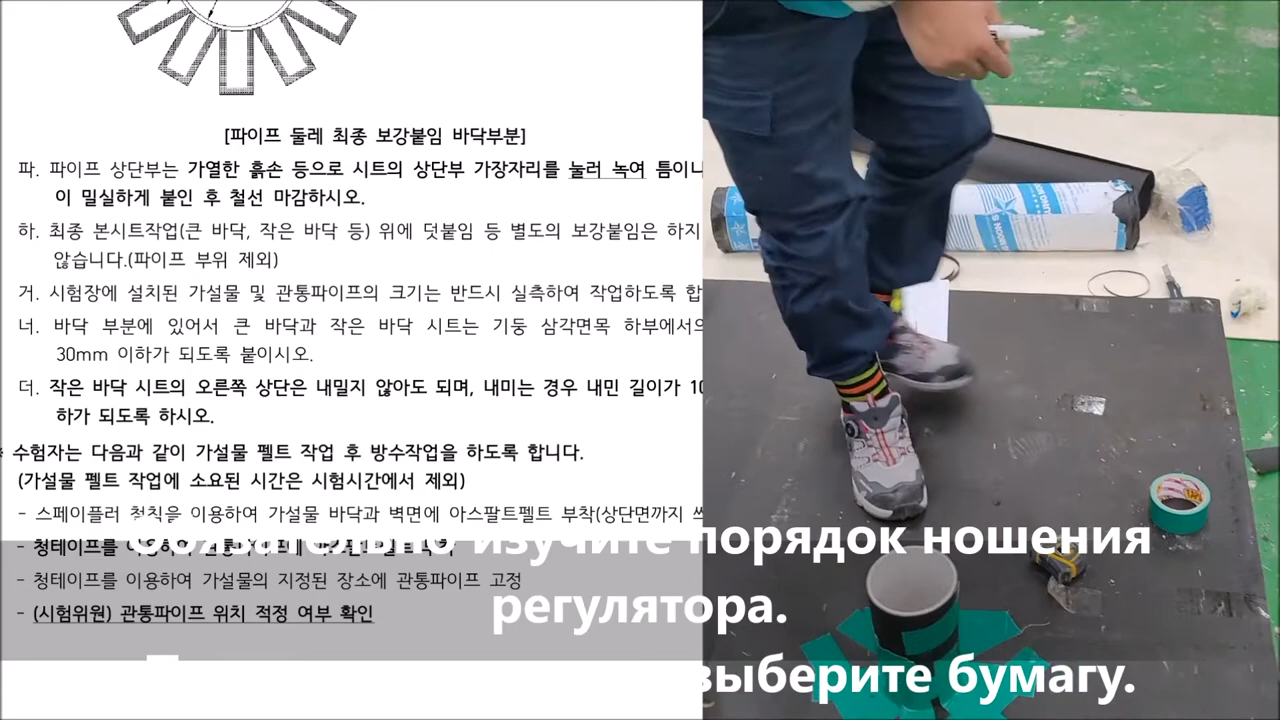 [파이프 둘레 최종 보강붙임 바닥부분]
파. 파이프 상단부는 가열한 흙손 등으로 시트의 상단부 가장자리를 눌러 녹여 틈이
이 밀실하게 붙인 후 철선 마감하시오.
하. 최종 본시트작업(큰 바닥, 작은 바닥 등) 위에 덧붙임 등 별도의 보강붙임은 하지
않습니다.(파이프 부위 제외)
거. 시험장에 설치된 가설물 및 관통파이프의 크기는 반드시 실측하여 작업하도록
너. 바닥 부분에 있어서 큰 바닥과 작은 바닥 시트는 기둥 삼각면목 하부에서
30mm 이하가 되도록 붙이시오.
더. 작은 바닥 시트의 오른쪽 상단은 내밀지 않아도 되며, 내미는 경우 내민 길이가
하가 되도록 하시오.
수험자는 다음과 같이 가설물 펠트 작업 후 방수작업을 하도록 합니다.
(가설물 펠트 작업에 소요된 시간은 시험시간에서 제외)
- 스페이플러 철칙을 이용하여 가설물 바닥과 벽면에 아스팔트펠트 부착(상단면까지
- 청테이프를
изучите порядок ношения
регулятора.
- 청테이프를 이용하여 가설물의 지정된 장소에 관통파이프 고정
- (시험위원) 관통파이프 위치 적정 여부 확인
выберите бумагу.